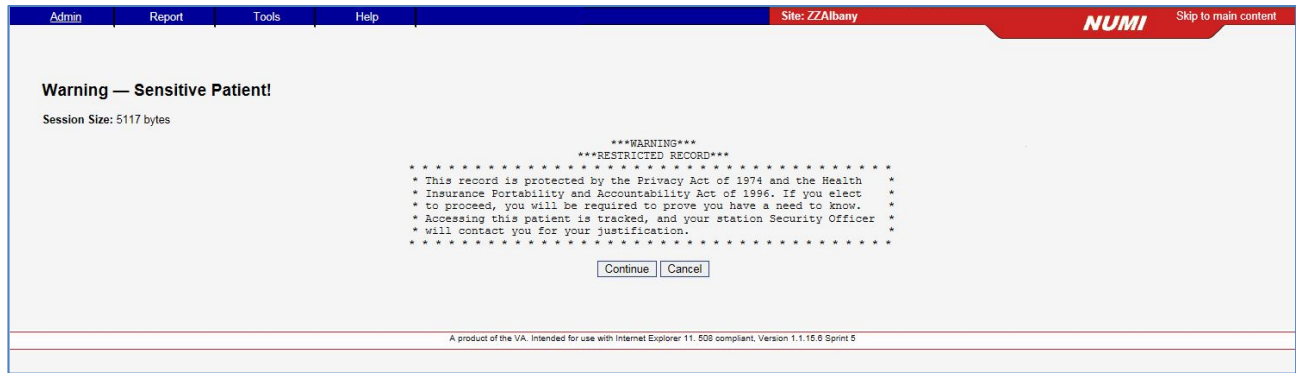 Admin Report Tools Help Site: ZZAlbany NUMI Skip to main content
Warning — Sensitive Patient!
Session Size: 5117 bytes
***WARNING***
***RESTRICTED RECORD***
* * * * * * * * * * * * * * * * * * * * * * * * * * * * * * * * * * * * *
* This record is protected by the Privacy Act of 1974 and the Health *
* Insurance Portability and Accountability Act of 1996. If you elect *
* to proceed, you will be required to prove you have a need to know. *
* Accessing this patient is tracked, and your station Security Officer *
* will contact you for your justification. *
* * * * * * * * * * * * * * * * * * * * * * * * * * * * * * * * * * * * *
Continue Cancel
A product of the VA. Intended for use with Internet Explorer 11. 508 compliant, Version 1.1.15.6 Sprint 5